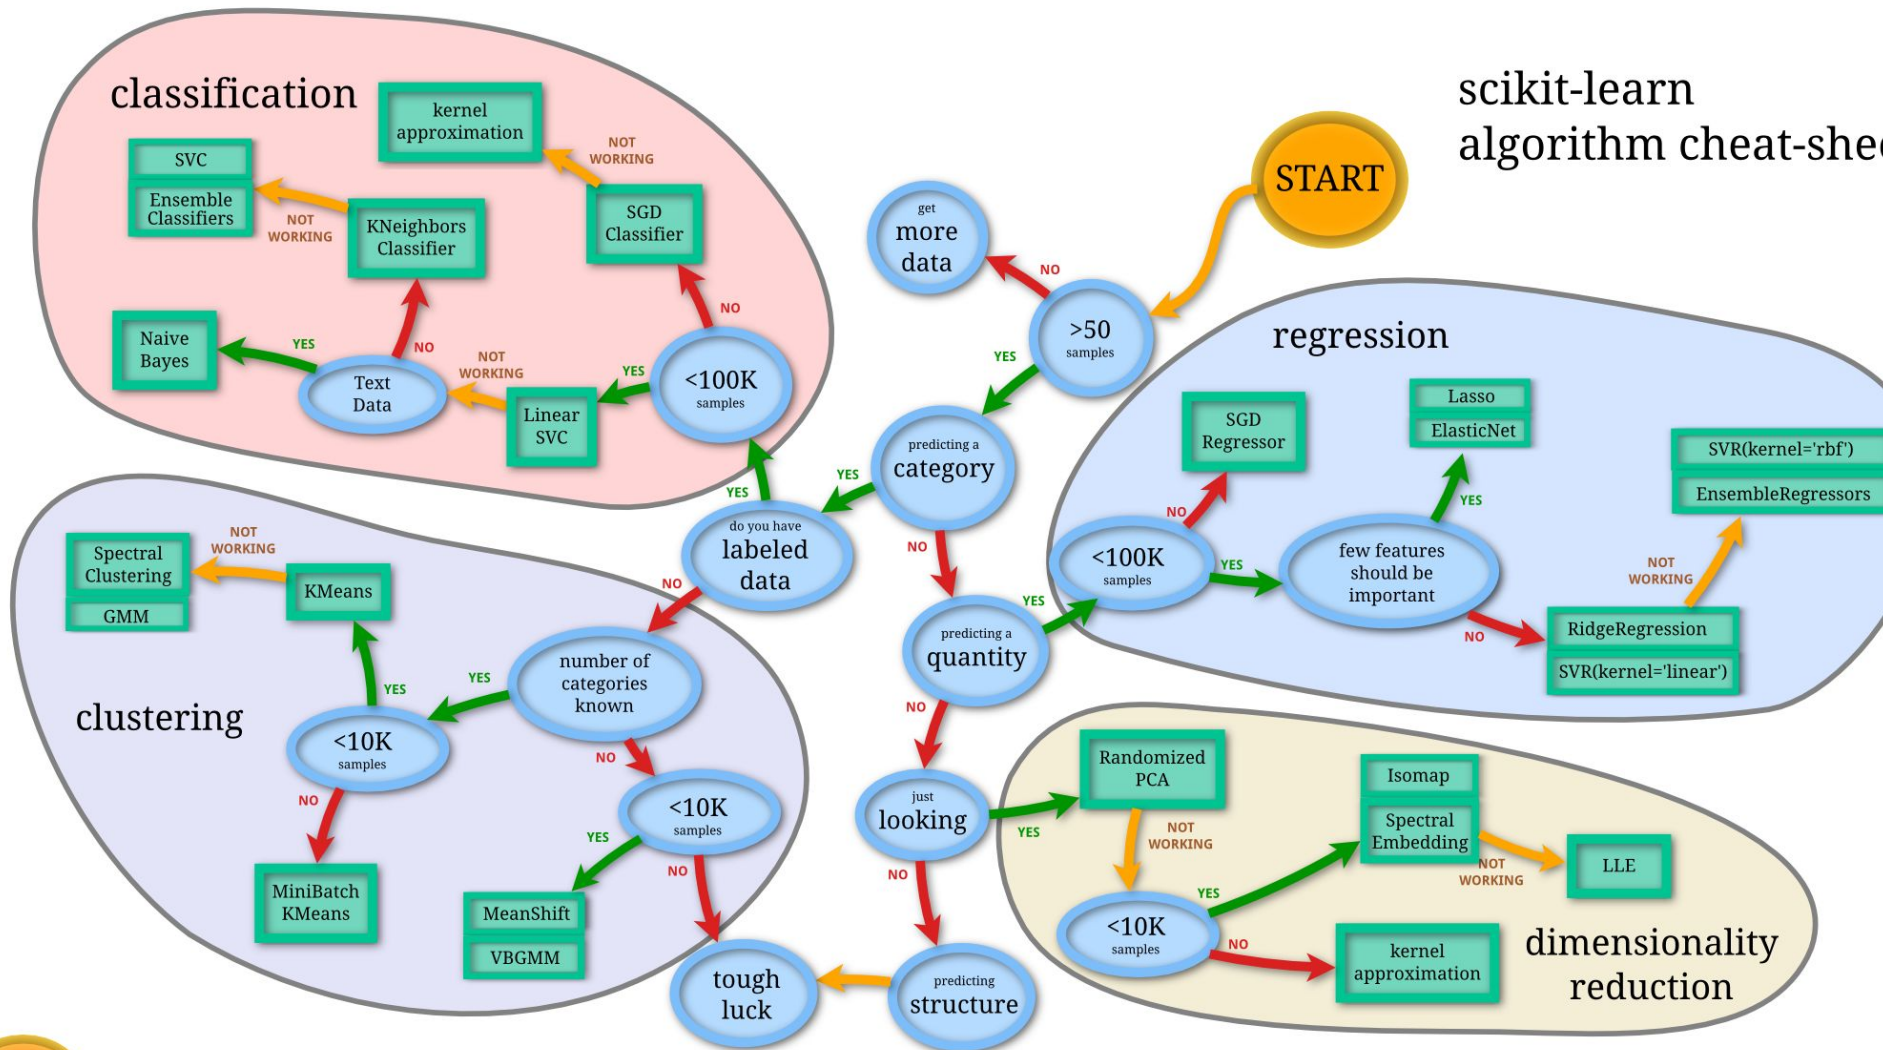 scikit-learn
algorithm cheat-shee
START
get
more
data
NO
>50
samples
YES
predicting a
category
YES
NO
do you have
labeled
data
YES
NO
predicting a
quantity
YES
NO
just
looking
YES
NO
predicting
structure
tough
luck
classification
kernel
approximation
NOT
WORKING
SVC
Ensemble
Classifiers
NOT
WORKING
KNeighbors
Classifier
SGD
Classifier
NO
Naive
Bayes
YES
NO
Text
Data
NOT
WORKING
Linear
SVC
YES
<100K
samples
regression
SGD
Regressor
Lasso
ElasticNet
SVR(kernel='rbf')
EnsembleRegressors
NO
YES
<100K
samples
YES
few features
should be
important
NOT
WORKING
NO
RidgeRegression
SVR(kernel='linear')
clustering
Spectral
Clustering
GMM
NOT
WORKING
KMeans
number of
categories
known
YES
YES
<10K
samples
NO
NO
<10K
samples
YES
NO
MiniBatch
KMeans
MeanShift
VBGMM
Randomized
PCA
NOT
WORKING
Isomap
Spectral
Embedding
NOT
WORKING
LLE
YES
<10K
samples
NO
kernel
approximation
dimensionality
reduction